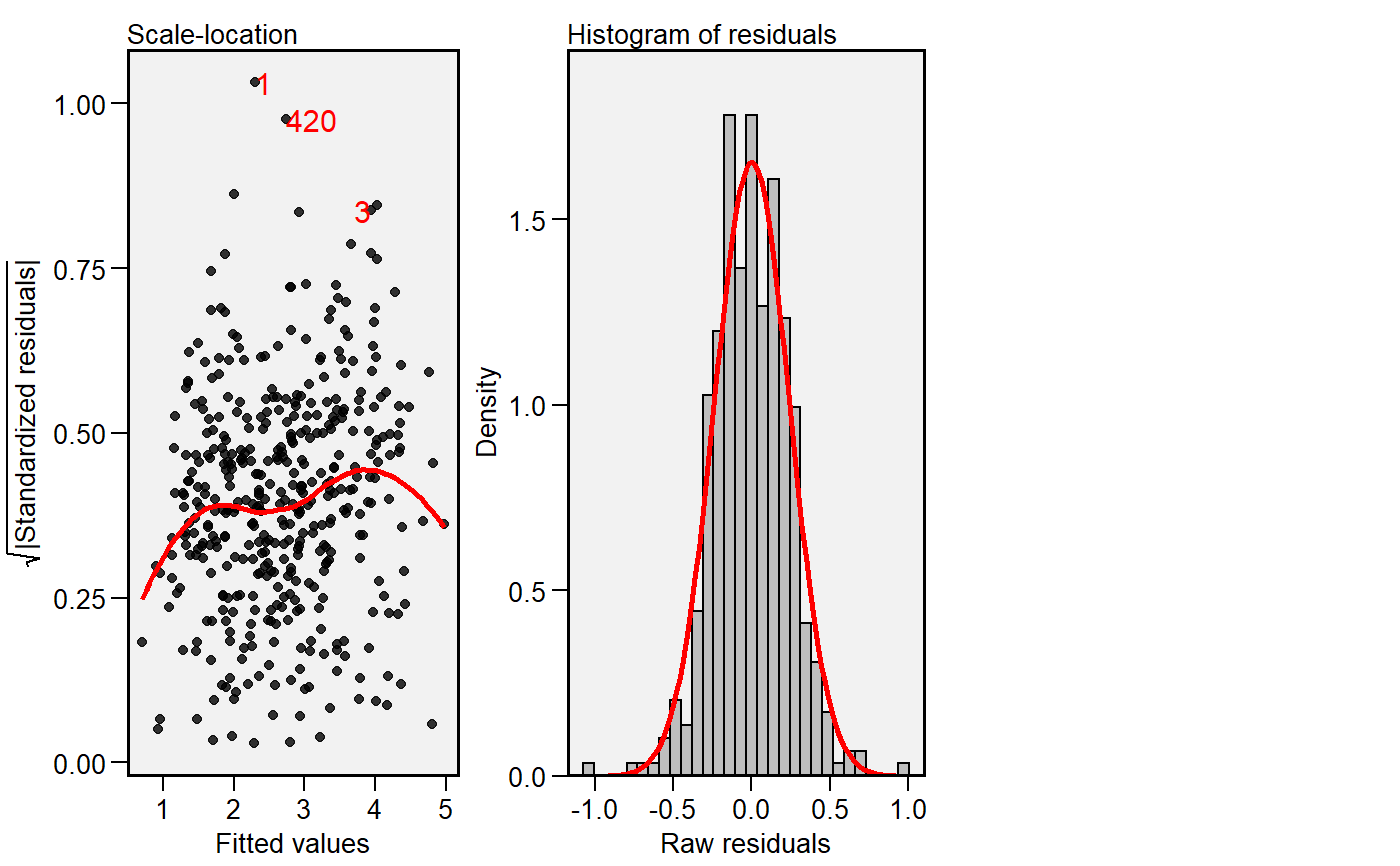 Scale-location
1
420
3
1.00
0.75
0.50
0.25
0.00
√|Standardized residuals|
1 2 3 4 5
Fitted values
Histogram of residuals
1.5
1.0
0.5
0.0
Density
-1.0 -0.5 0.0 0.5 1.0
Raw residuals